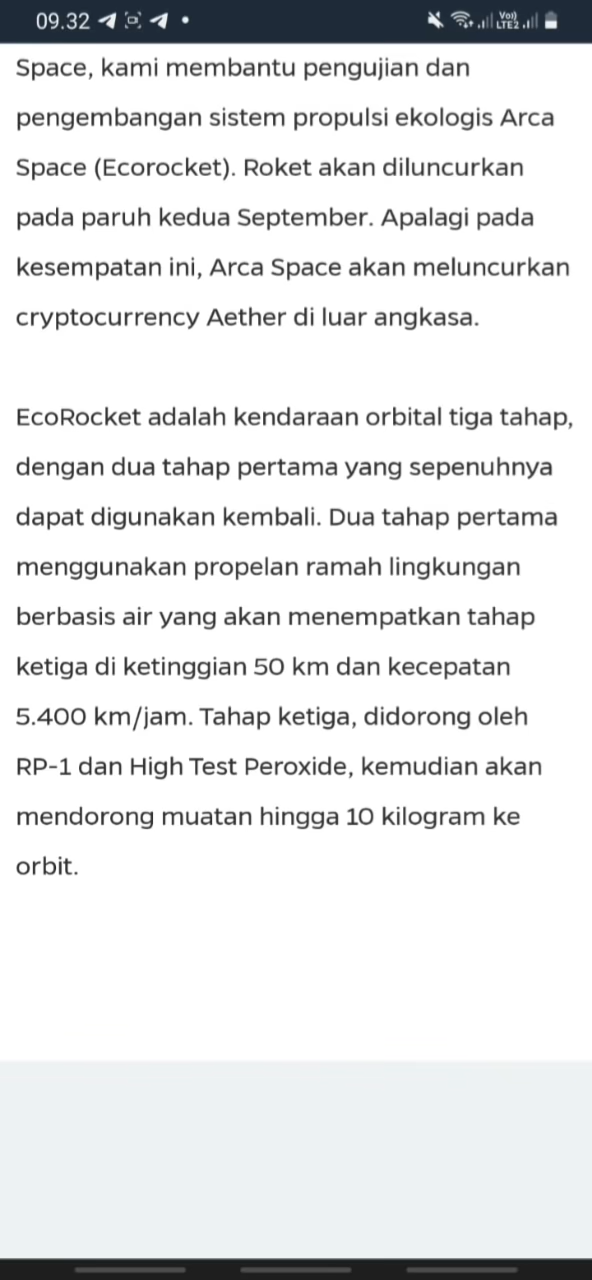 09.32
Vo))
LTE2
Space, kami membantu pengujian dan
pengembangan sistem propulsi ekologis Arca
Space (Ecorocket). Roket akan diluncurkan
pada paruh kedua September. Apalagi pada
kesempatan ini, Arca Space akan meluncurkan
cryptocurrency Aether di luar angkasa.
EcoRocket adalah kendaraan orbital tiga tahap,
dengan dua tahap pertama yang sepenuhnya
dapat digunakan kembali. Dua tahap pertama
menggunakan propelan ramah lingkungan
berbasis air yang akan menempatkan tahap
ketiga di ketinggian 50 km dan kecepatan
5.400 km/jam. Tahap ketiga, didorong oleh
RP-1 dan High Test Peroxide, kemudian akan
mendorong muatan hingga 10 kilogram ke
orbit.